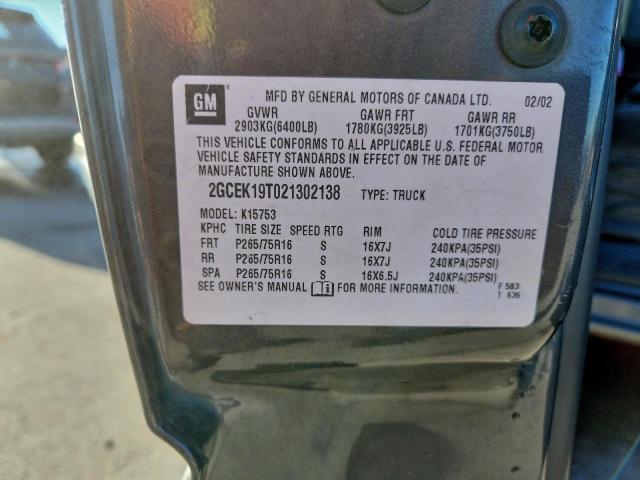 GM
MFD BY GENERAL MOTORS OF CANADA LTD. 02/02
GVWR GAWR FRT GAWR RR
2903KG(6400LB) 1780KG(3925LB) 1701KG(3750LB)
THIS VEHICLE CONFORMS TO ALL APPLICABLE U.S. FEDERAL MOTOR
VEHICLE SAFETY STANDARDS IN EFFECT ON THE DATE OF
MANUFACTURE SHOWN ABOVE.
2GCEK19T021302138 TYPE: TRUCK
MODEL: K15753
KPHC TIRE SIZE SPEED RTG RIM COLD TIRE PRESSURE
FRT P265/75R16 S 16X7J 240KPA(35PSI)
RR P265/75R16 S 16X7J 240KPA(35PSI)
SPA P265/75R16 S 16X6.5J 240KPA(35PSI)
SEE OWNER'S MANUAL FOR MORE INFORMATION.
F 583
T 636